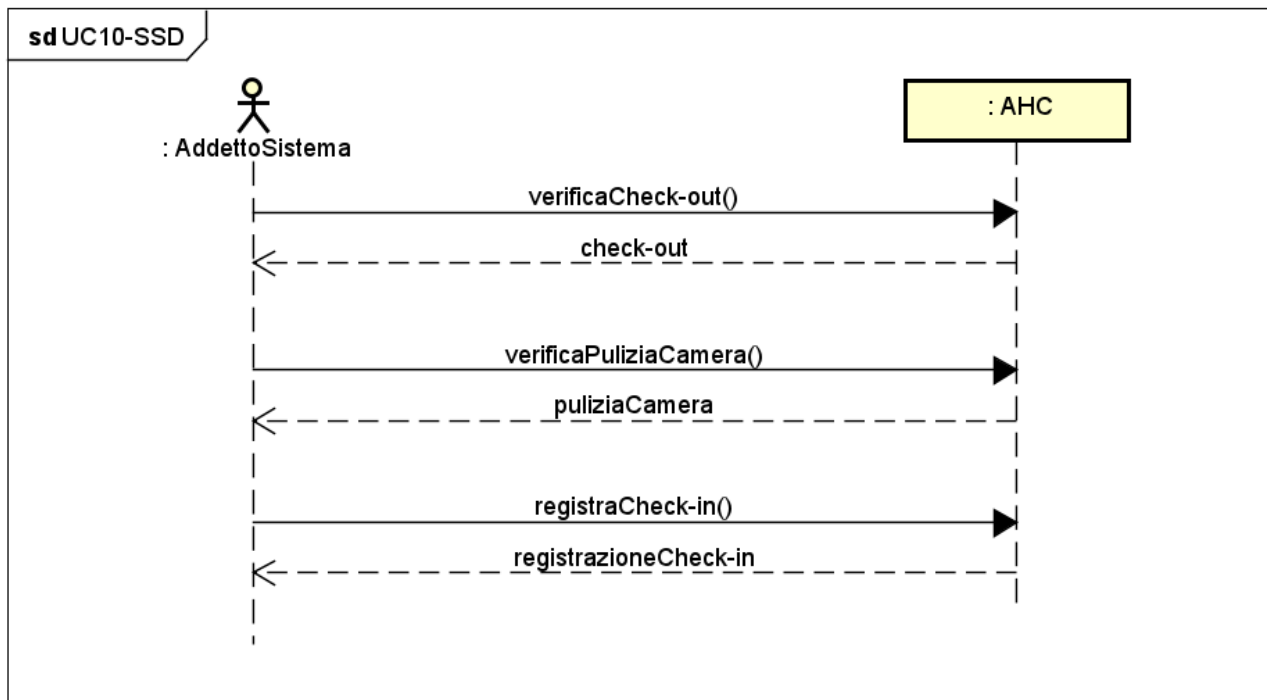 sd UC10-SSD
: AddettoSistema
: AHC
verificaCheck-out()
check-out
verificaPuliziaCamera()
puliziaCamera
registraCheck-in()
registrazioneCheck-in